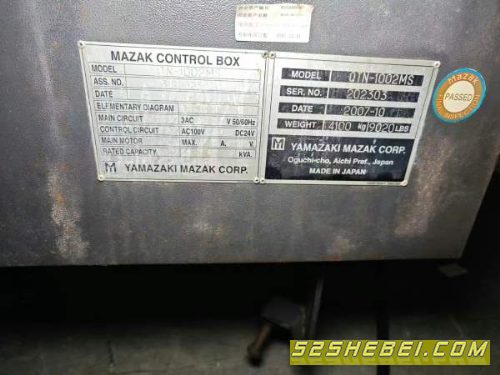 MAZAK CONTROL BOX
MODEL
ASS. NO.
DATE
ELEMENTARY DIAGRAM
MAIN CIRCUIT 3AC V 50/60Hz
CONTROL CIRCUIT AC100V DC24V
MAIN MOTOR MAX. A. V.
RATED CAPACITY kVA.
M YAMAZAKI MAZAK CORP.
MODEL QTN-1002MS
SER. NO. 202303
DATE 2007-10
WEIGHT 4100 Kg 9020 LBS
M YAMAZAKI MAZAK CORP.
Oguchi-cho, Aichi Pref., Japan
MADE IN JAPAN
mazak
PASSED
52SHEBEI.COM